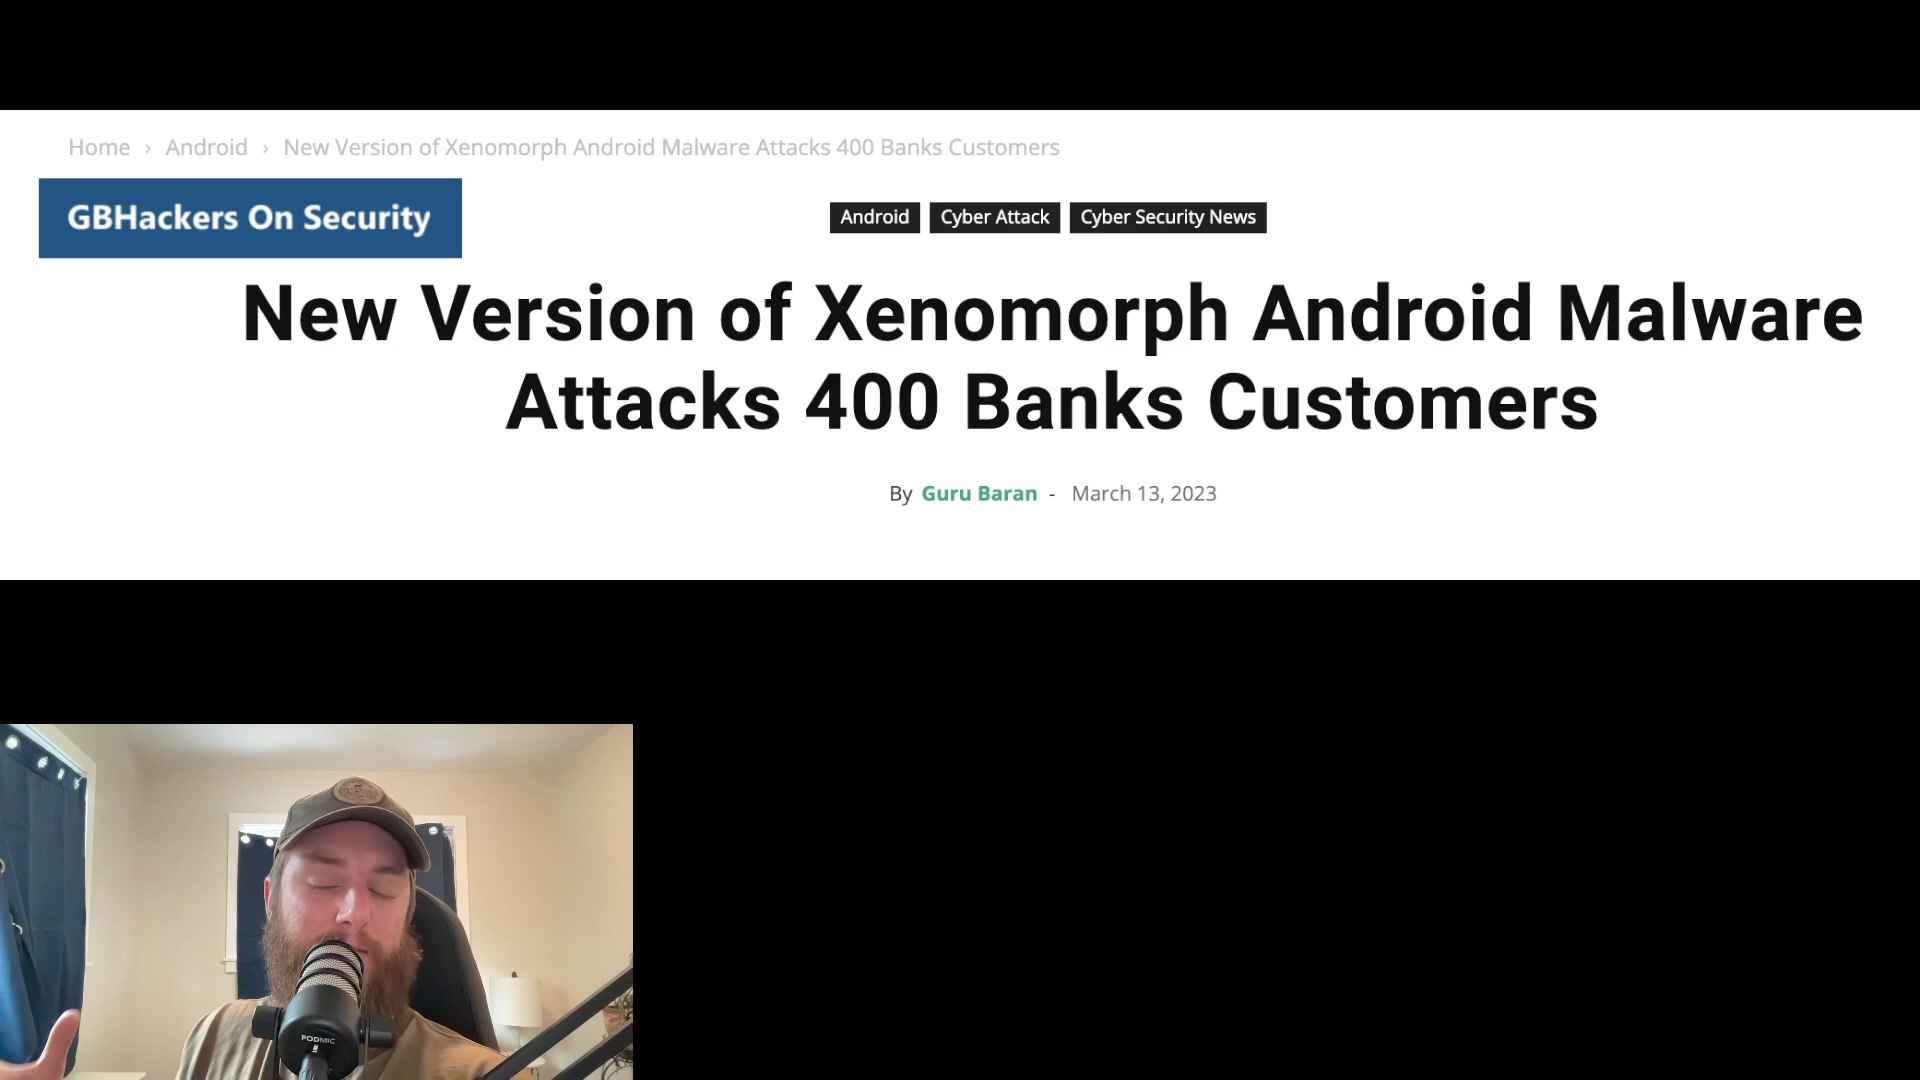 Home › Android › New Version of Xenomorph Android Malware Attacks 400 Banks Customers
GBHackers On Security
Android Cyber Attack Cyber Security News
New Version of Xenomorph Android Malware
Attacks 400 Banks Customers
By Guru Baran - March 13, 2023
PODMIC